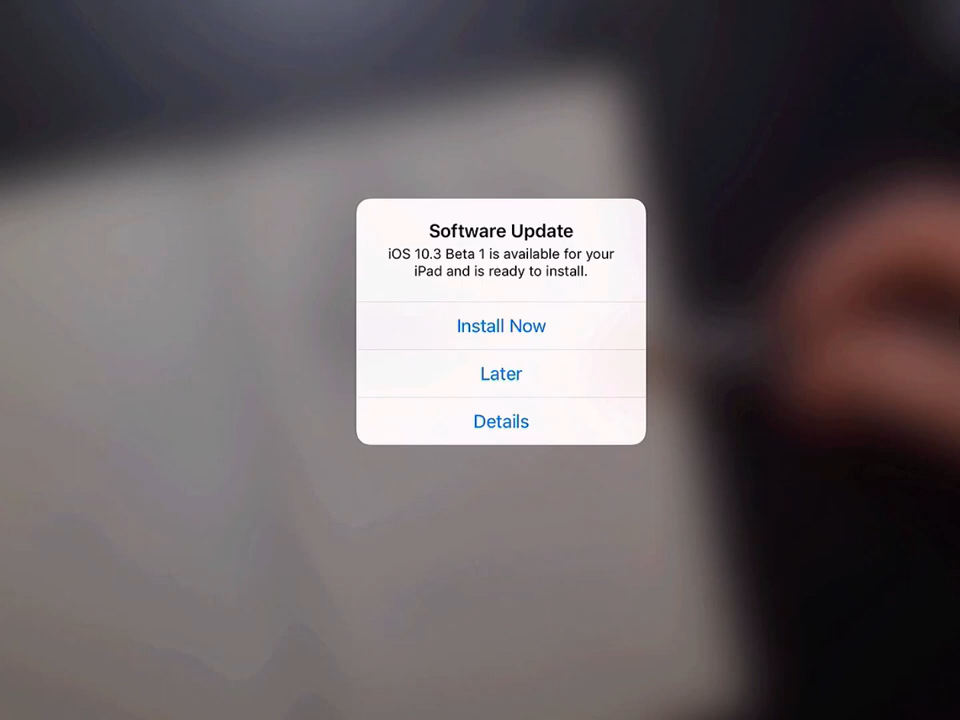 Software Update
iOS 10.3 Beta 1 is available for your
iPad and is ready to install.
Install Now
Later
Details